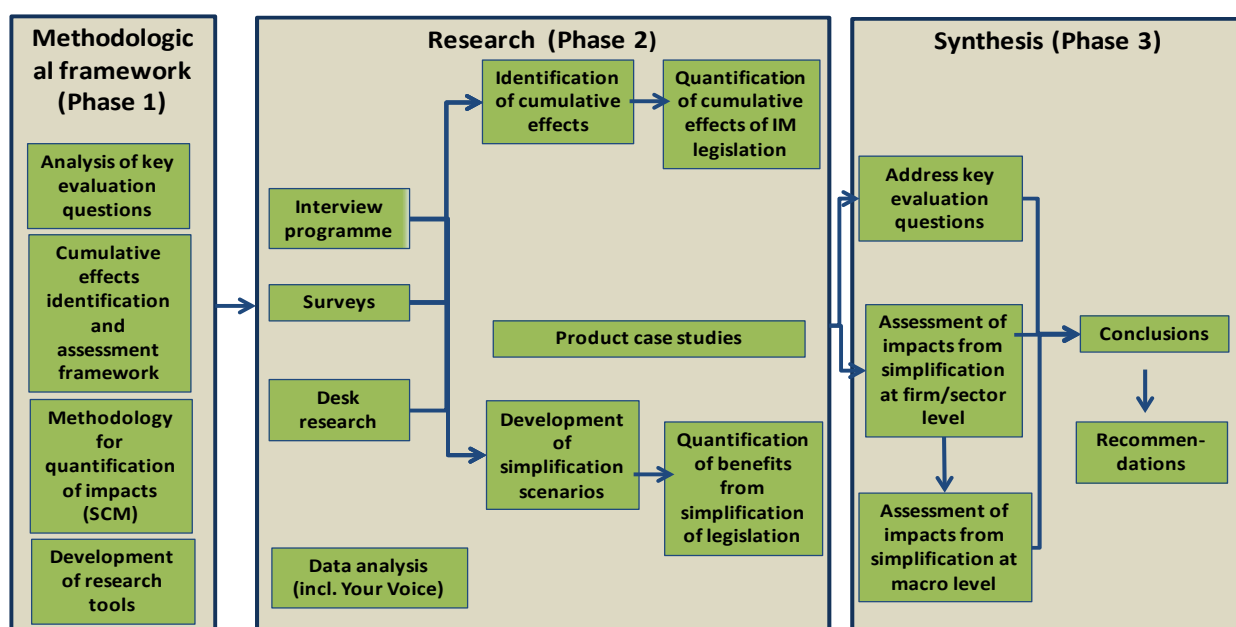 Methodologic
al framework
(Phase 1)
Analysis of key
evaluation
questions
Cumulative
effects
identification
and
assessment
framework
Methodology
for
quantification
of impacts
(SCM)
Development
of research
tools
Research (Phase 2)
Interview
programme
Surveys
Desk
research
Data analysis
(incl. Your Voice)
Identification
of cumulative
effects
Quantification
of cumulative
effects of IM
legislation
Product case studies
Development
of
simplification
scenarios
Quantification
of benefits
from
simplification
of legislation
Synthesis (Phase 3)
Address key
evaluation
questions
Assessment of
impacts from
simplification
at firm/sector
level
Assessment of
impacts from
simplification at
macro level
Conclusions
Recommen-
dations